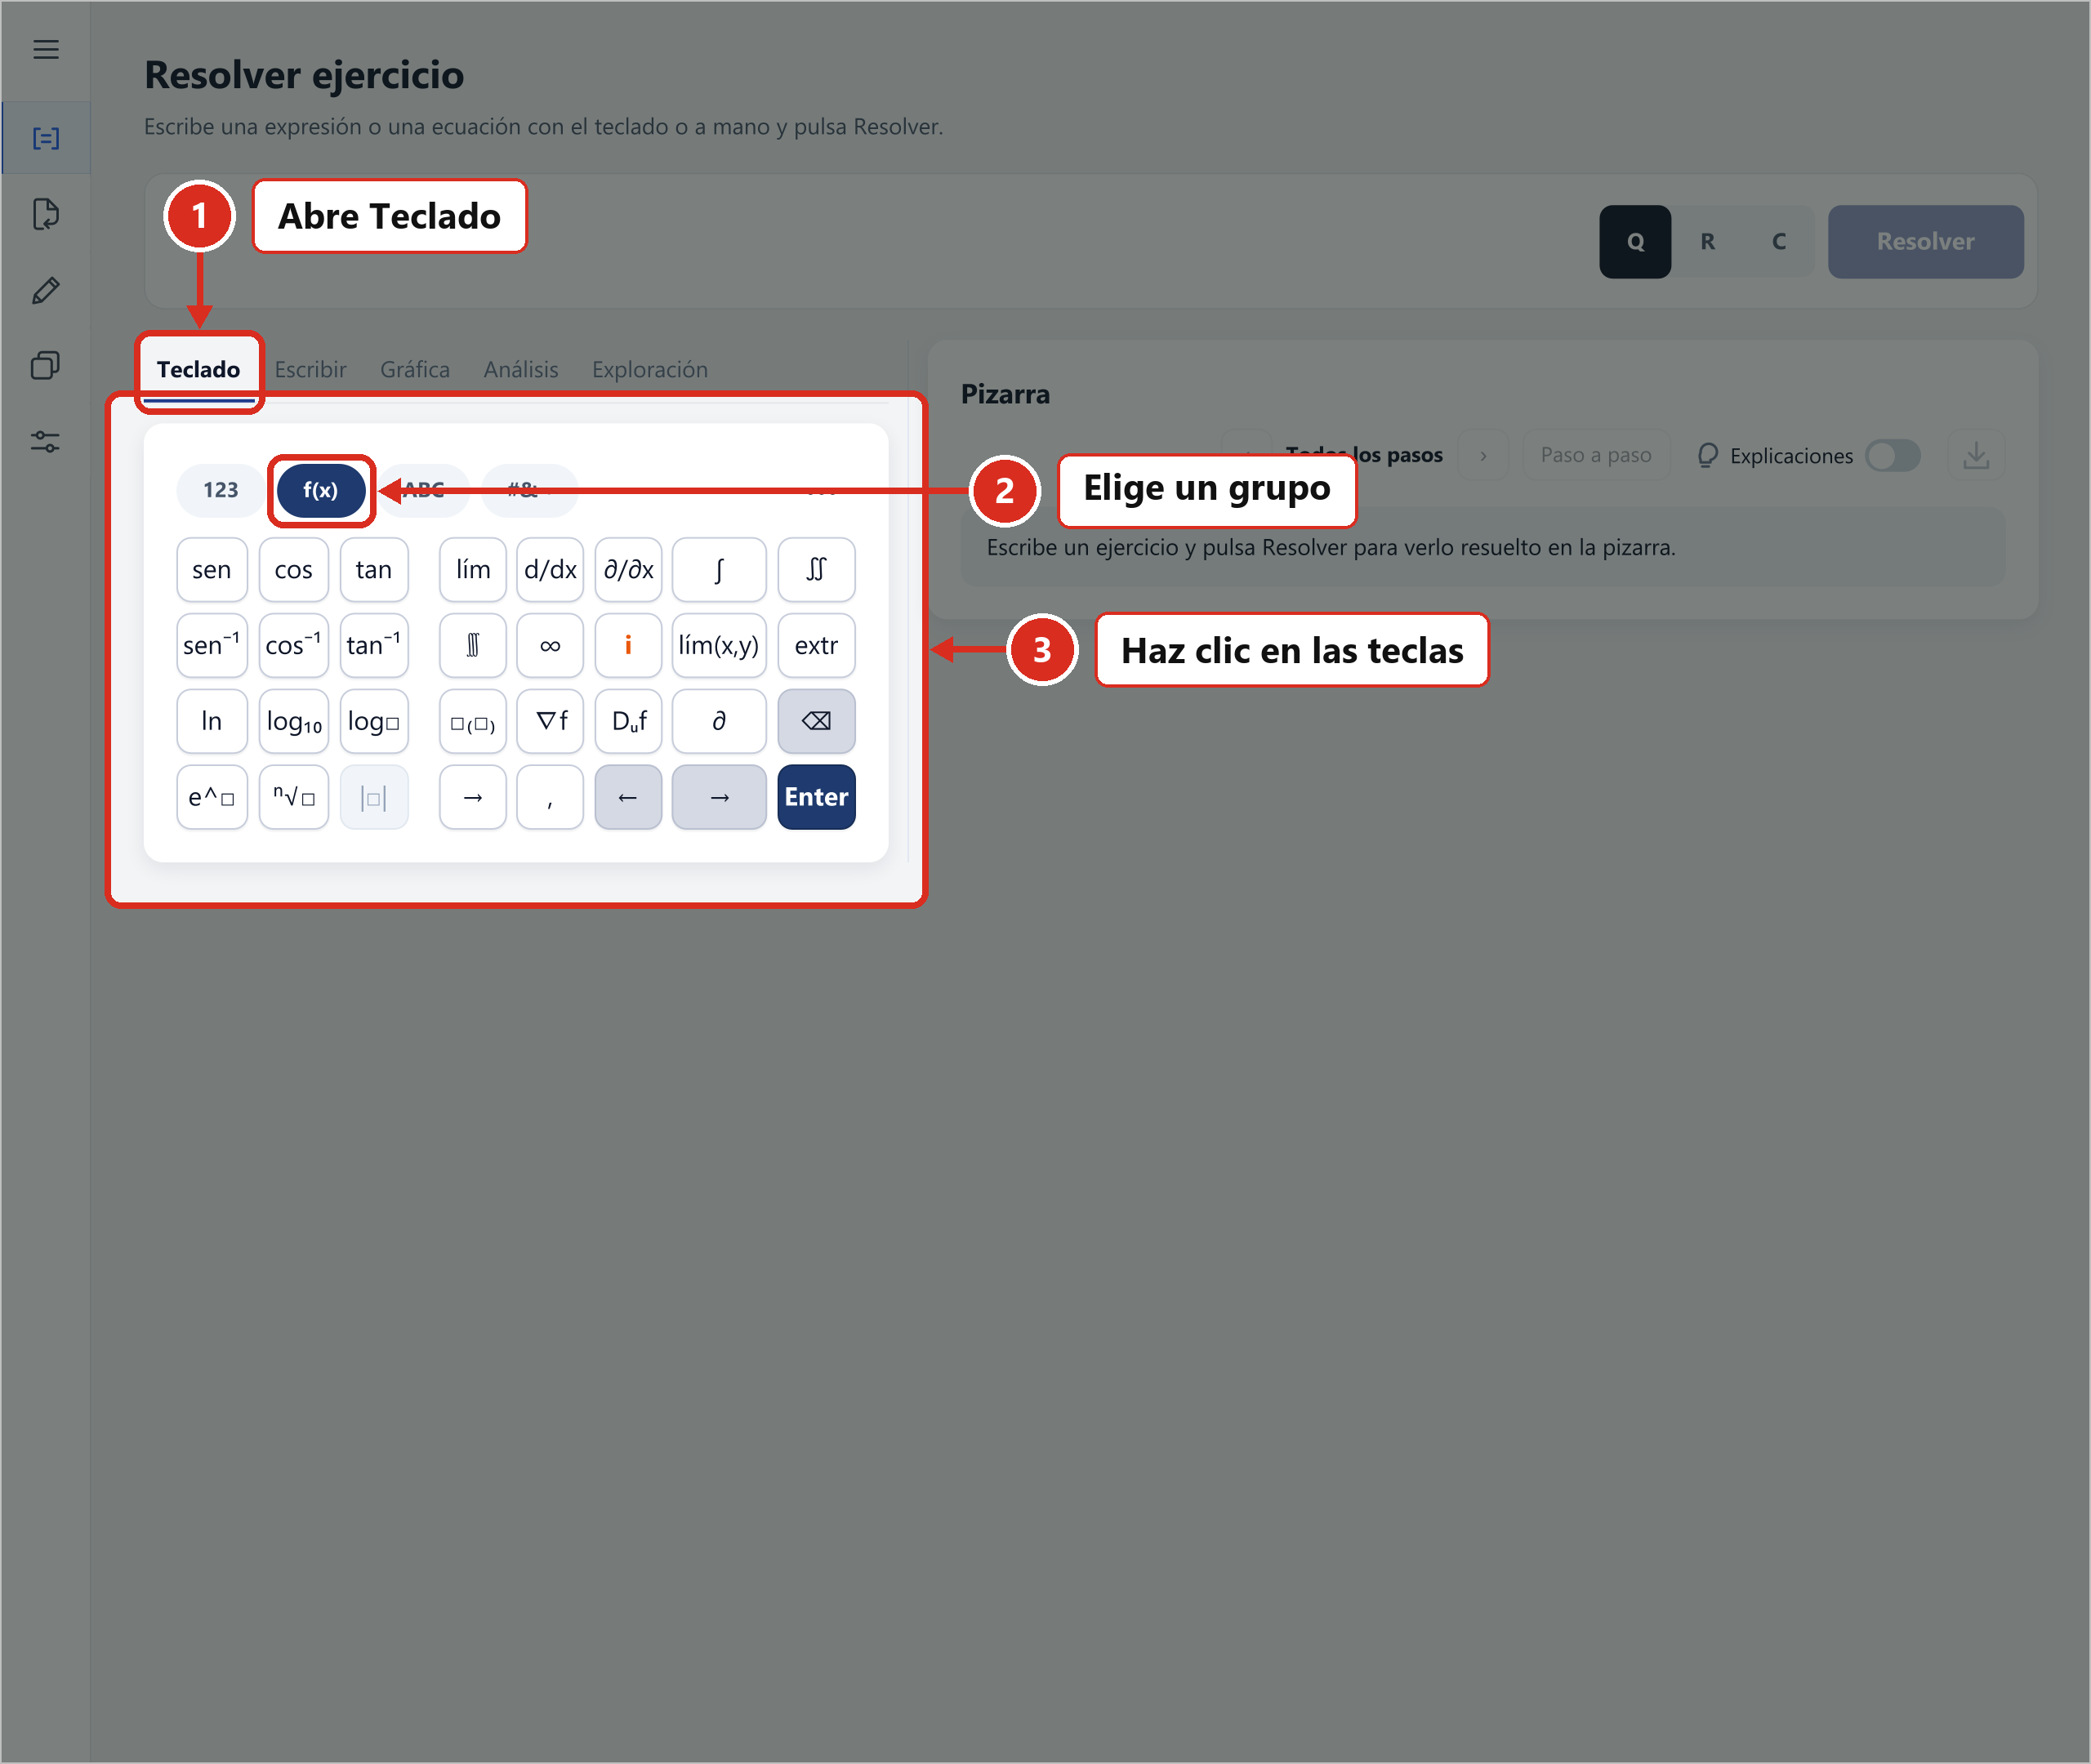 Resolver ejercicio
Escribe una expresión o una ecuación con el teclado o a mano y pulsa Resolver.
1 Abre Teclado
Q R C Resolver
Teclado Escribir Gráfica Análisis Exploración
Pizarra
los pasos › Paso a paso Explicaciones
123 f(x) ABC #&
2 Elige un grupo
Escribe un ejercicio y pulsa Resolver para verlo resuelto en la pizarra.
sen cos tan lím d/dx ∂/∂x ∫ ∬
sen⁻¹ cos⁻¹ tan⁻¹ ∭ ∞ i lím(x,y) extr
3 Haz clic en las teclas
ln log₁₀ log□ □(□) ∇f Dᵤf ∂ ⌫
e^□ ⁿ√□ |□| → , ← → Enter